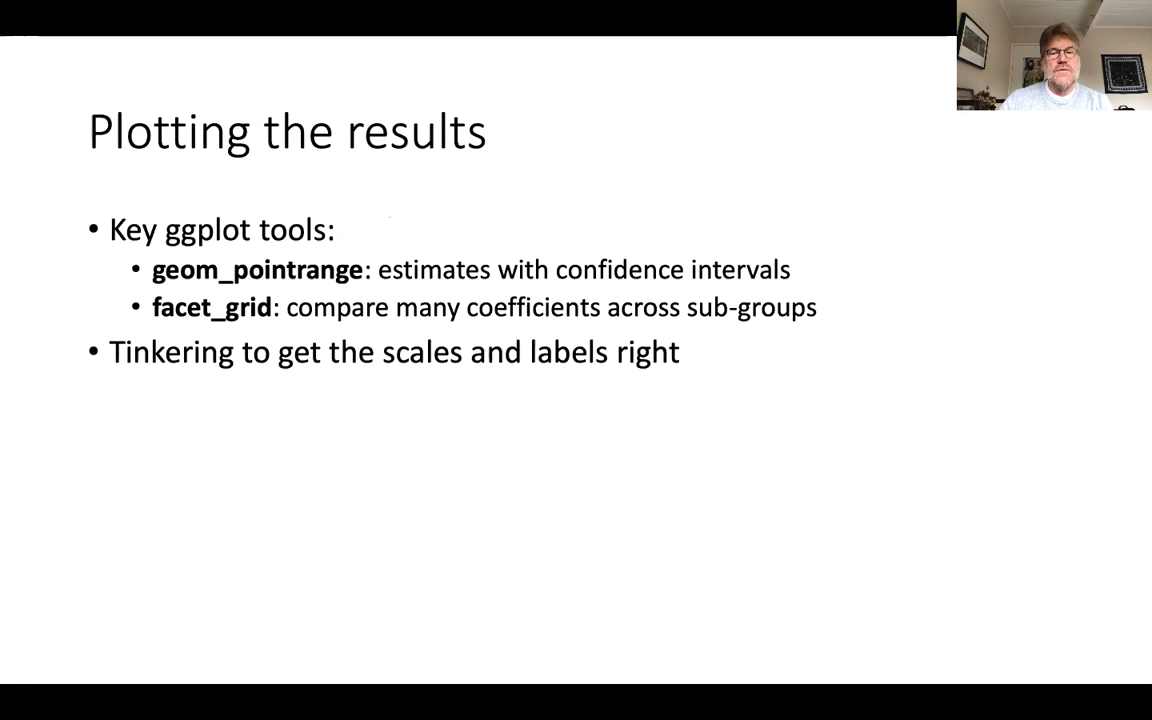 Plotting the results
• Key ggplot tools:
• geom_pointrange: estimates with confidence intervals
• facet_grid: compare many coefficients across sub-groups
• Tinkering to get the scales and labels right